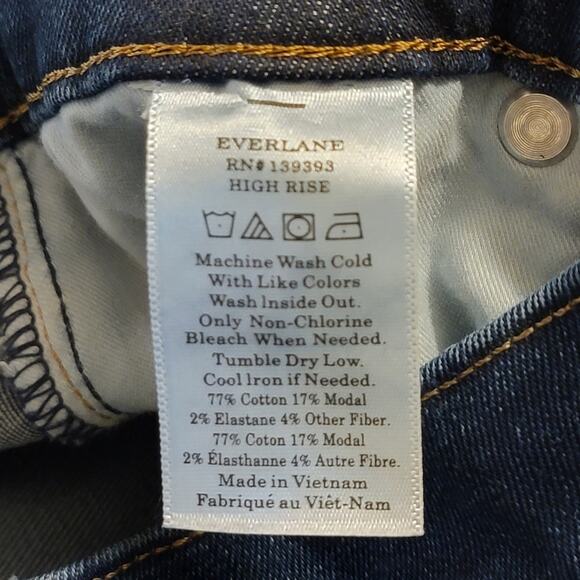 EVERLANE
RN# 139393
HIGH RISE
Machine Wash Cold
With Like Colors
Wash Inside Out.
Only Non-Chlorine
Bleach When Needed.
Tumble Dry Low.
Cool Iron if Needed.
77% Cotton 17% Modal
2% Elastane 4% Other Fiber.
77% Coton 17% Modal
2% Élasthanne 4% Autre Fibre.
Made in Vietnam
Fabriqué au Viêt-Nam